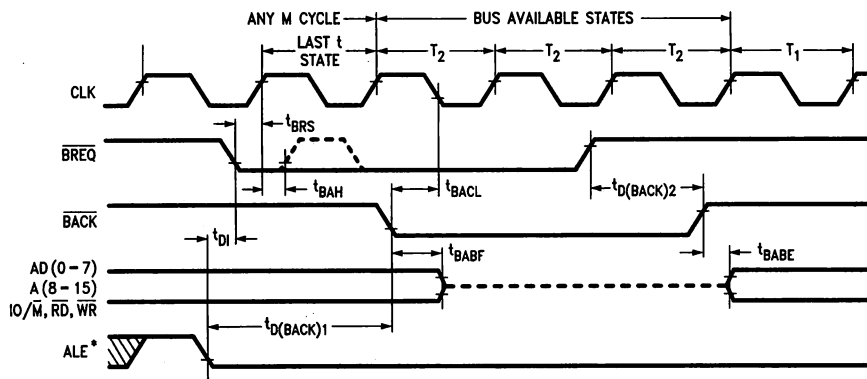 ANY M CYCLE
BUS AVAILABLE STATES
LAST t
STATE
T2
T2
T2
T1
CLK
tBRS
BREQ
tBAH
tBACL
tD(BACK)2
BACK
tDI
tBABF
tBABE
AD (0 – 7)
A (8 – 15)
IO/M, RD, WR
tD(BACK)1
ALE*